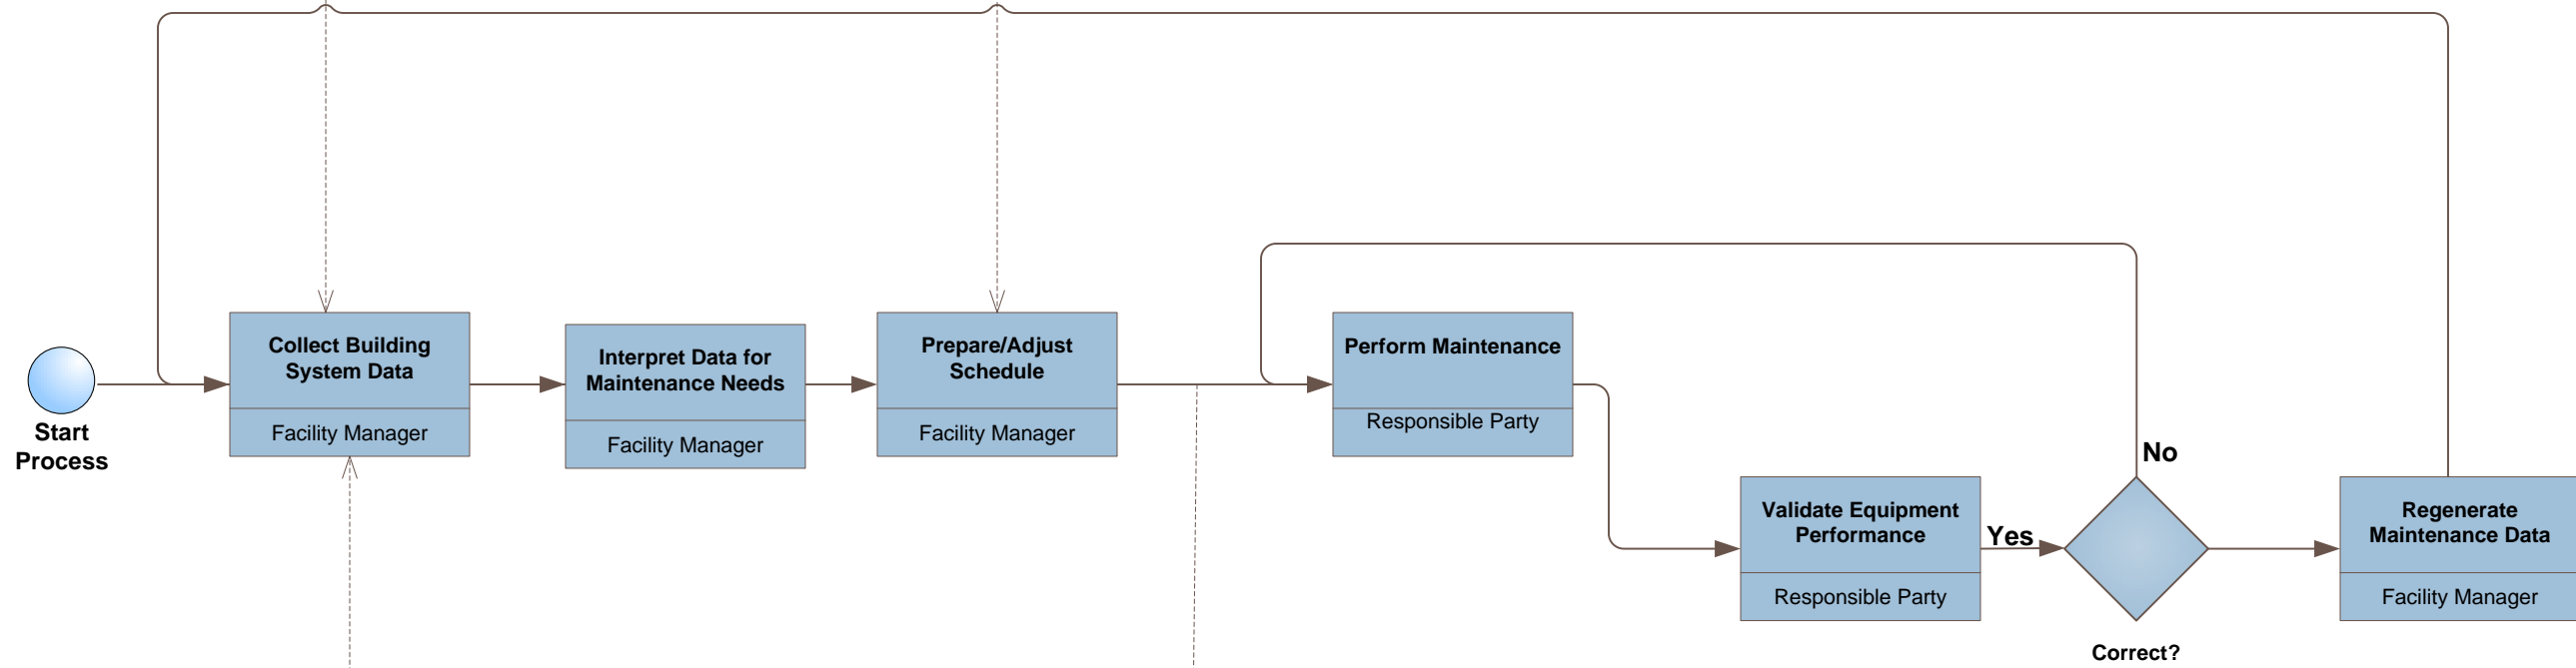 Start
Process
Collect Building
System Data
Facility Manager
Interpret Data for
Maintenance Needs
Facility Manager
Prepare/Adjust
Schedule
Facility Manager
Perform Maintenance
Responsible Party
Validate Equipment
Performance
Responsible Party
Yes
No
Correct?
Regenerate
Maintenance Data
Facility Manager